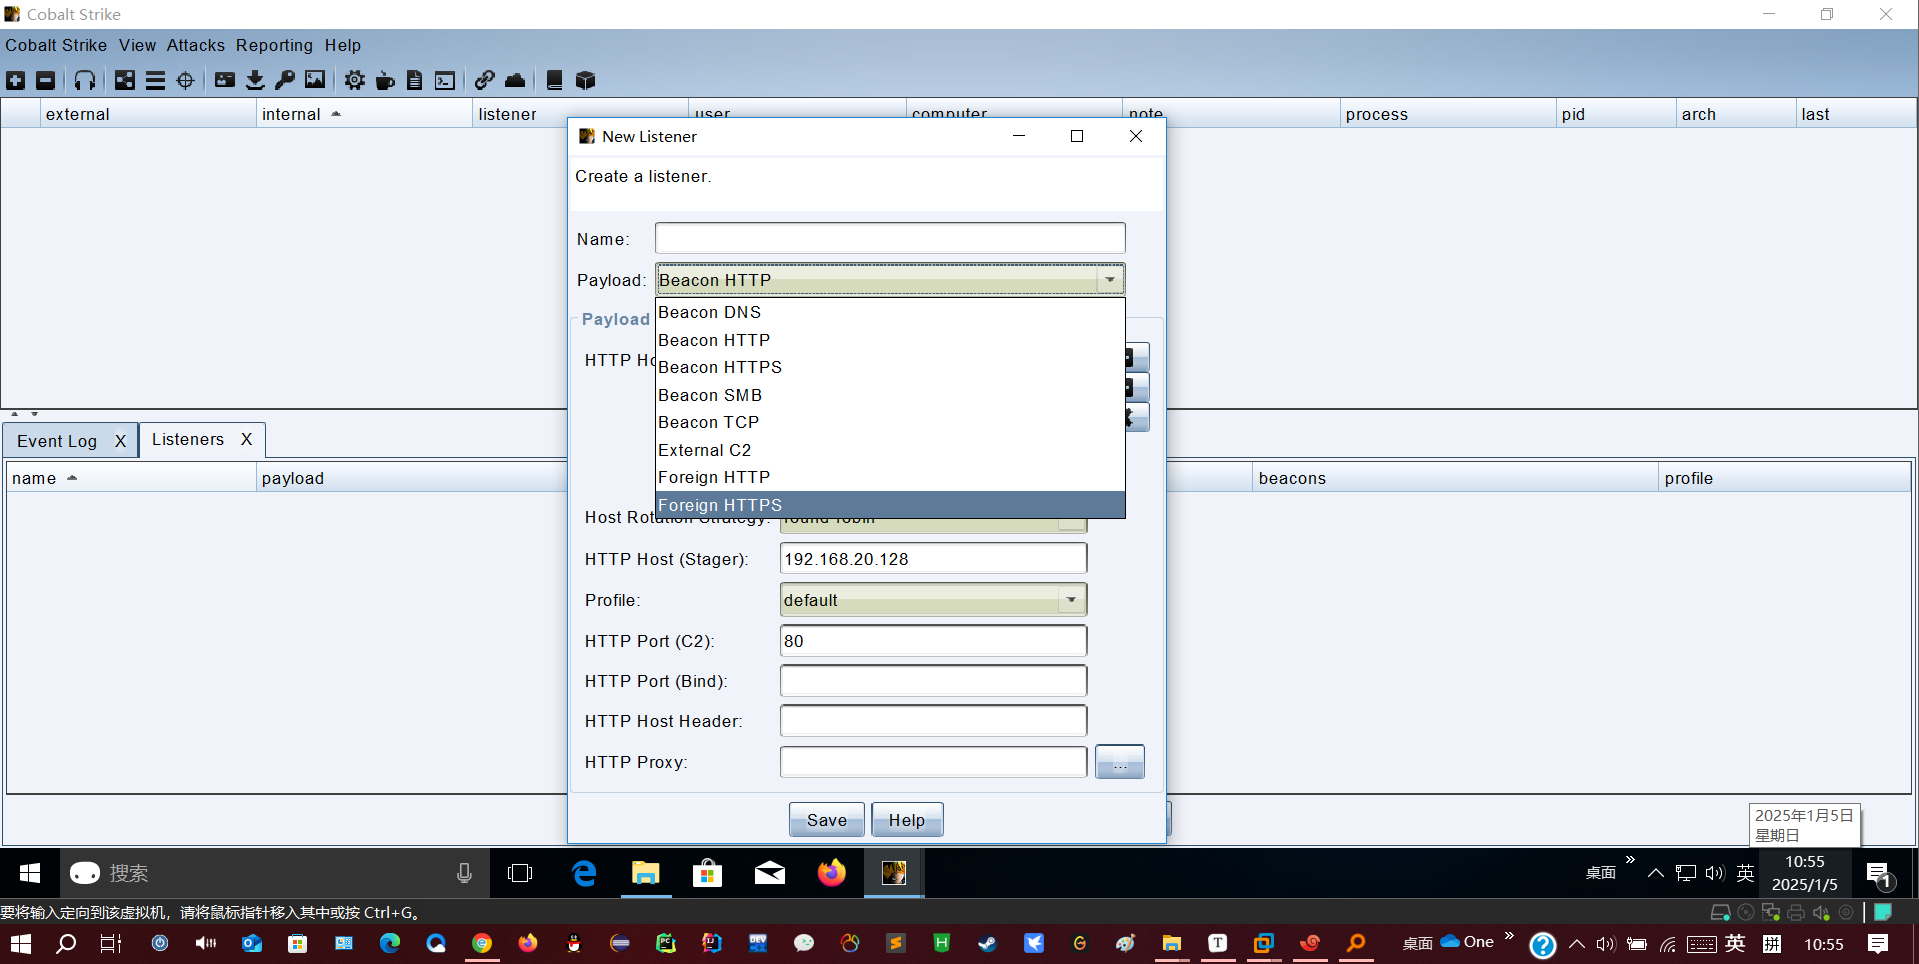 Cobalt Strike
Cobalt Strike View Attacks Reporting Help
external internal listener user computer note process pid arch last
New Listener
Create a listener.
Name:
Payload: Beacon HTTP
Payload
Beacon DNS
Beacon HTTP
HTTP Ho
Beacon HTTPS
Beacon SMB
Beacon TCP
External C2
Foreign HTTP
Foreign HTTPS
Event Log X Listeners X
name payload beacons profile
Host Rotation Strategy: round-robin
HTTP Host (Stager): 192.168.20.128
Profile: default
HTTP Port (C2): 80
HTTP Port (Bind):
HTTP Host Header:
HTTP Proxy: ...
Save Help
2025年1月5日
星期日
搜索
桌面 » 英 10:55
2025/1/5
1
要将输入定向到该虚拟机，请将鼠标指针移入其中或按 Ctrl+G。
桌面 One » 英 拼 10:55